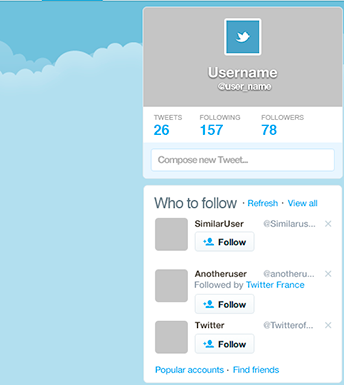 Username
@user_name
TWEETS FOLLOWING FOLLOWERS
26 157 78
Compose new Tweet...
Who to follow · Refresh · View all
SimilarUser @Similarus... ×
Follow
Anotheruser @anotheru... ×
Followed by Twitter France
Follow
Twitter @Twitterof... ×
Follow
Popular accounts · Find friends